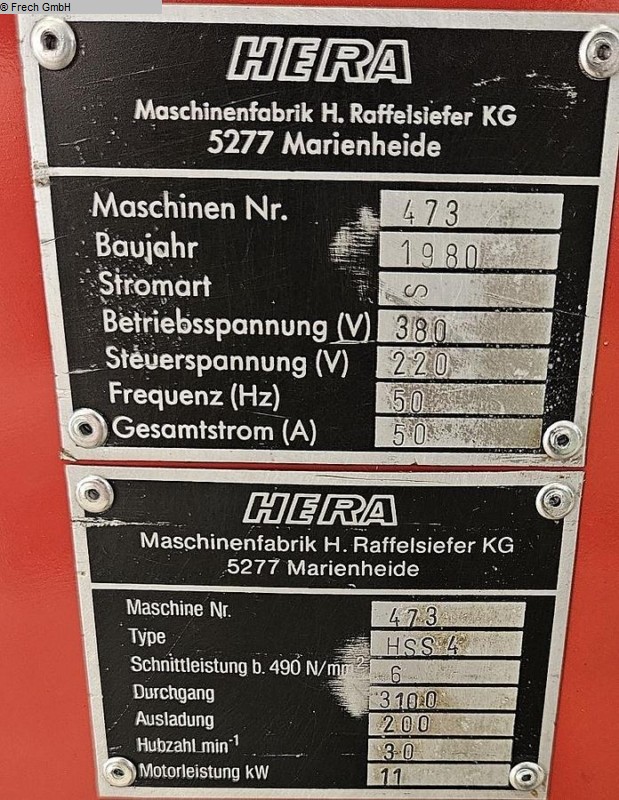 © Frech GmbH
HERA
Maschinenfabrik H. Raffelsiefer KG
5277 Marienheide
Maschinen Nr. 473
Baujahr 1980
Stromart S
Betriebsspannung (V) 380
Steuerspannung (V) 220
Frequenz (Hz) 50
Gesamtstrom (A) 50
HERA
Maschinenfabrik H. Raffelsiefer KG
5277 Marienheide
Maschine Nr. 473
Type HSS 4
Schnittleistung b. 490 N/mm² 6
Durchgang 3100
Ausladung 200
Hubzahl min⁻¹ 30
Motorleistung kW 11